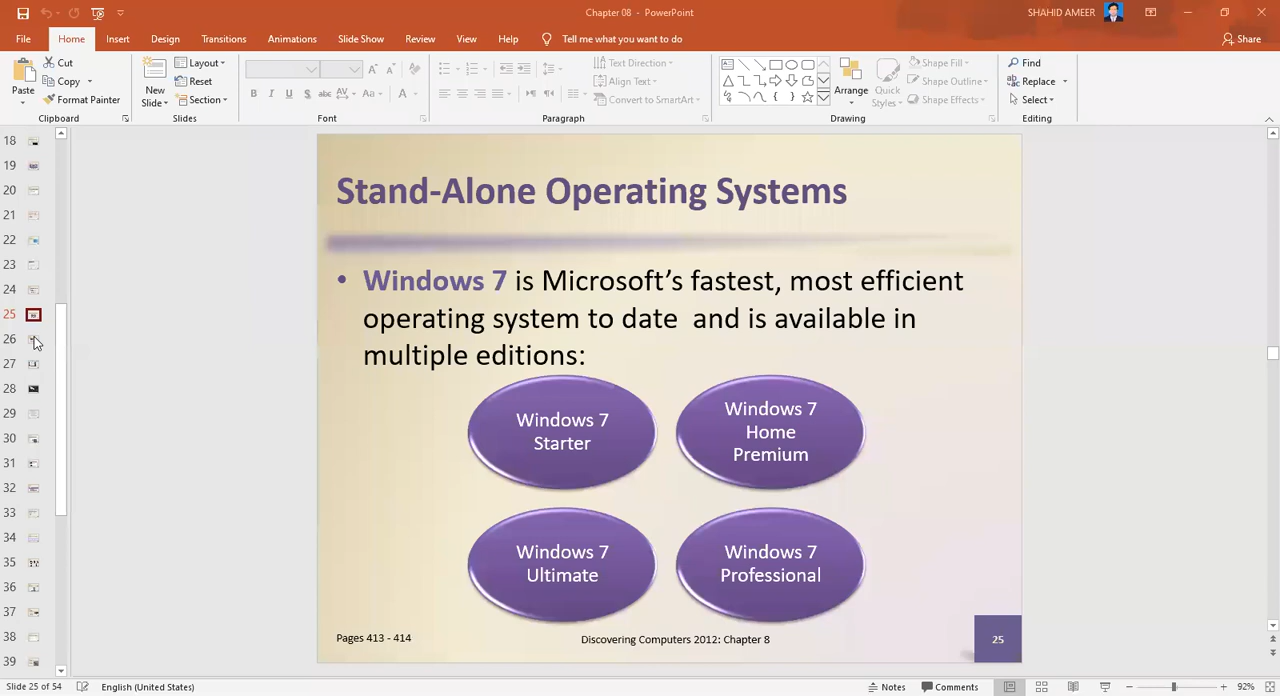 Chapter 08 - PowerPoint
SHAHID AMEER
File Home Insert Design Transitions Animations Slide Show Review View Help Tell me what you want to do Share
Paste
Cut
Copy
Format Painter
Clipboard
New Slide
Layout
Reset
Section
Slides
B I U S abc AV Aa A
Font
Text Direction
Align Text
Convert to SmartArt
Paragraph
Arrange
Quick Styles
Shape Fill
Shape Outline
Shape Effects
Drawing
Find
Replace
Select
Editing
18
19
20
21
22
23
24
25
26
27
28
29
30
31
32
33
34
35
36
37
38
39
Stand-Alone Operating Systems
• Windows 7 is Microsoft’s fastest, most efficient
operating system to date and is available in
multiple editions:
Windows 7
Starter
Windows 7
Home
Premium
Windows 7
Ultimate
Windows 7
Professional
Pages 413 - 414
Discovering Computers 2012: Chapter 8
25
Slide 25 of 54 English (United States) Notes Comments 92%